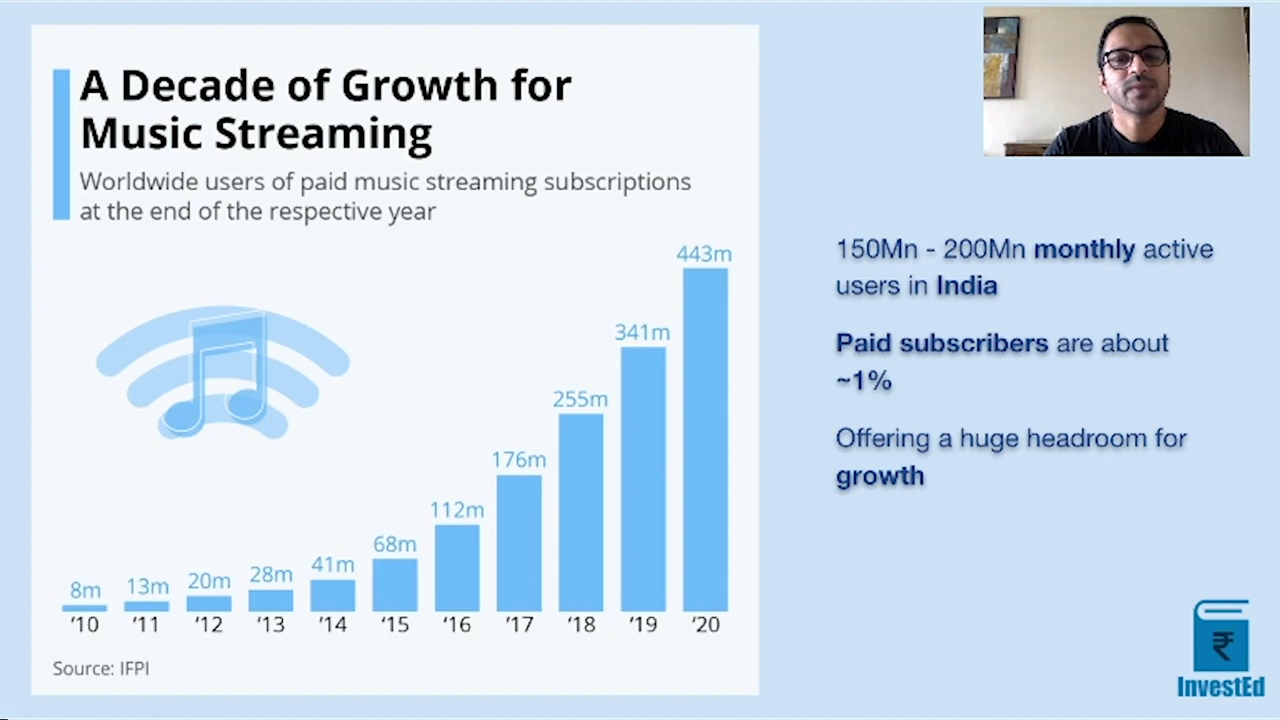 A Decade of Growth for
Music Streaming
Worldwide users of paid music streaming subscriptions
at the end of the respective year
8m
13m
20m
28m
41m
68m
112m
176m
255m
341m
443m
‘10 ‘11 ‘12 ‘13 ‘14 ‘15 ‘16 ‘17 ‘18 ‘19 ‘20
Source: IFPI
150Mn - 200Mn monthly active
users in India
Paid subscribers are about
~1%
Offering a huge headroom for
growth
₹
InvestEd